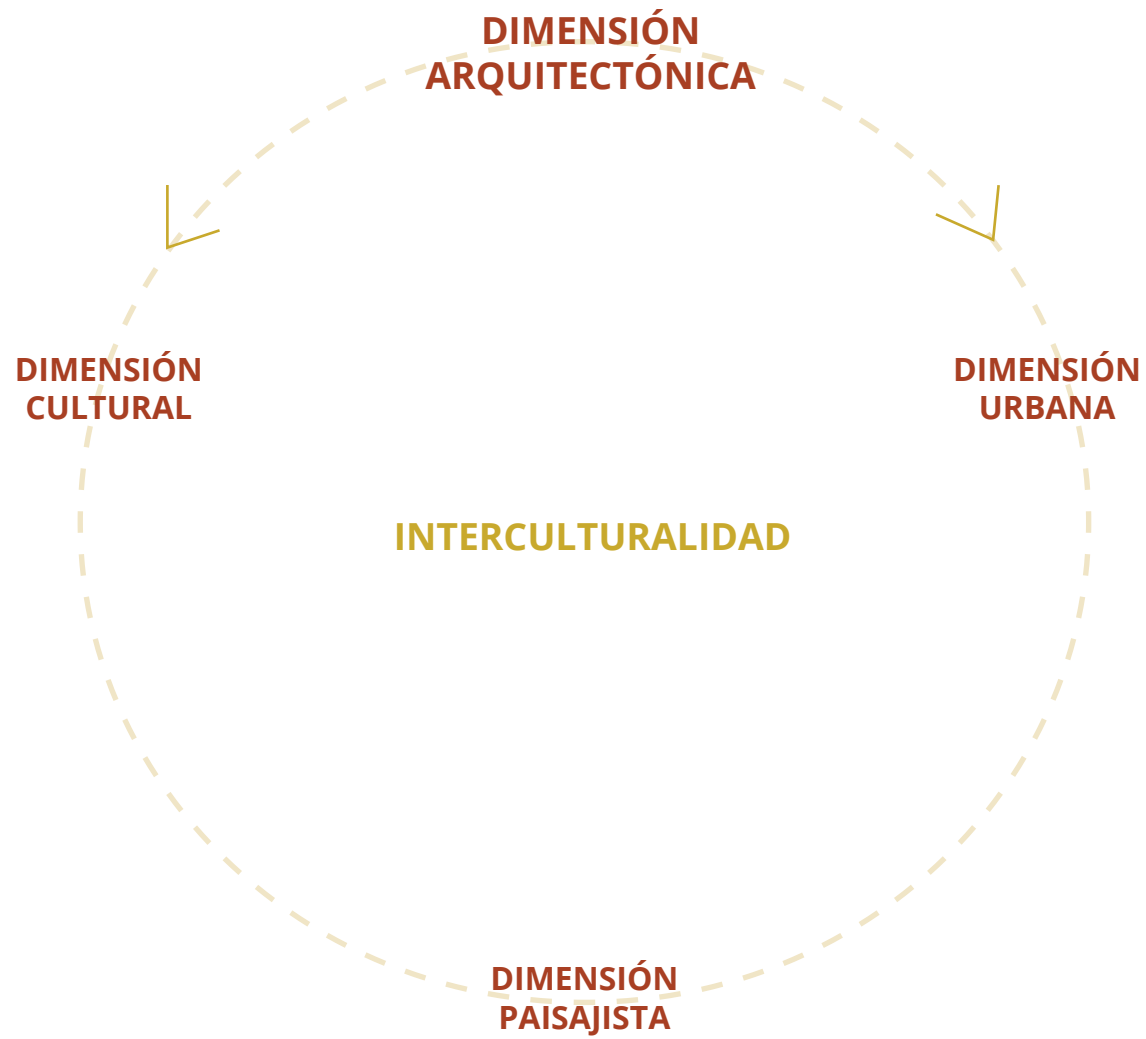 DIMENSIÓN
ARQUITECTÓNICA
DIMENSIÓN
CULTURAL
DIMENSIÓN
URBANA
INTERCULTURALIDAD
DIMENSIÓN
PAISAJISTA